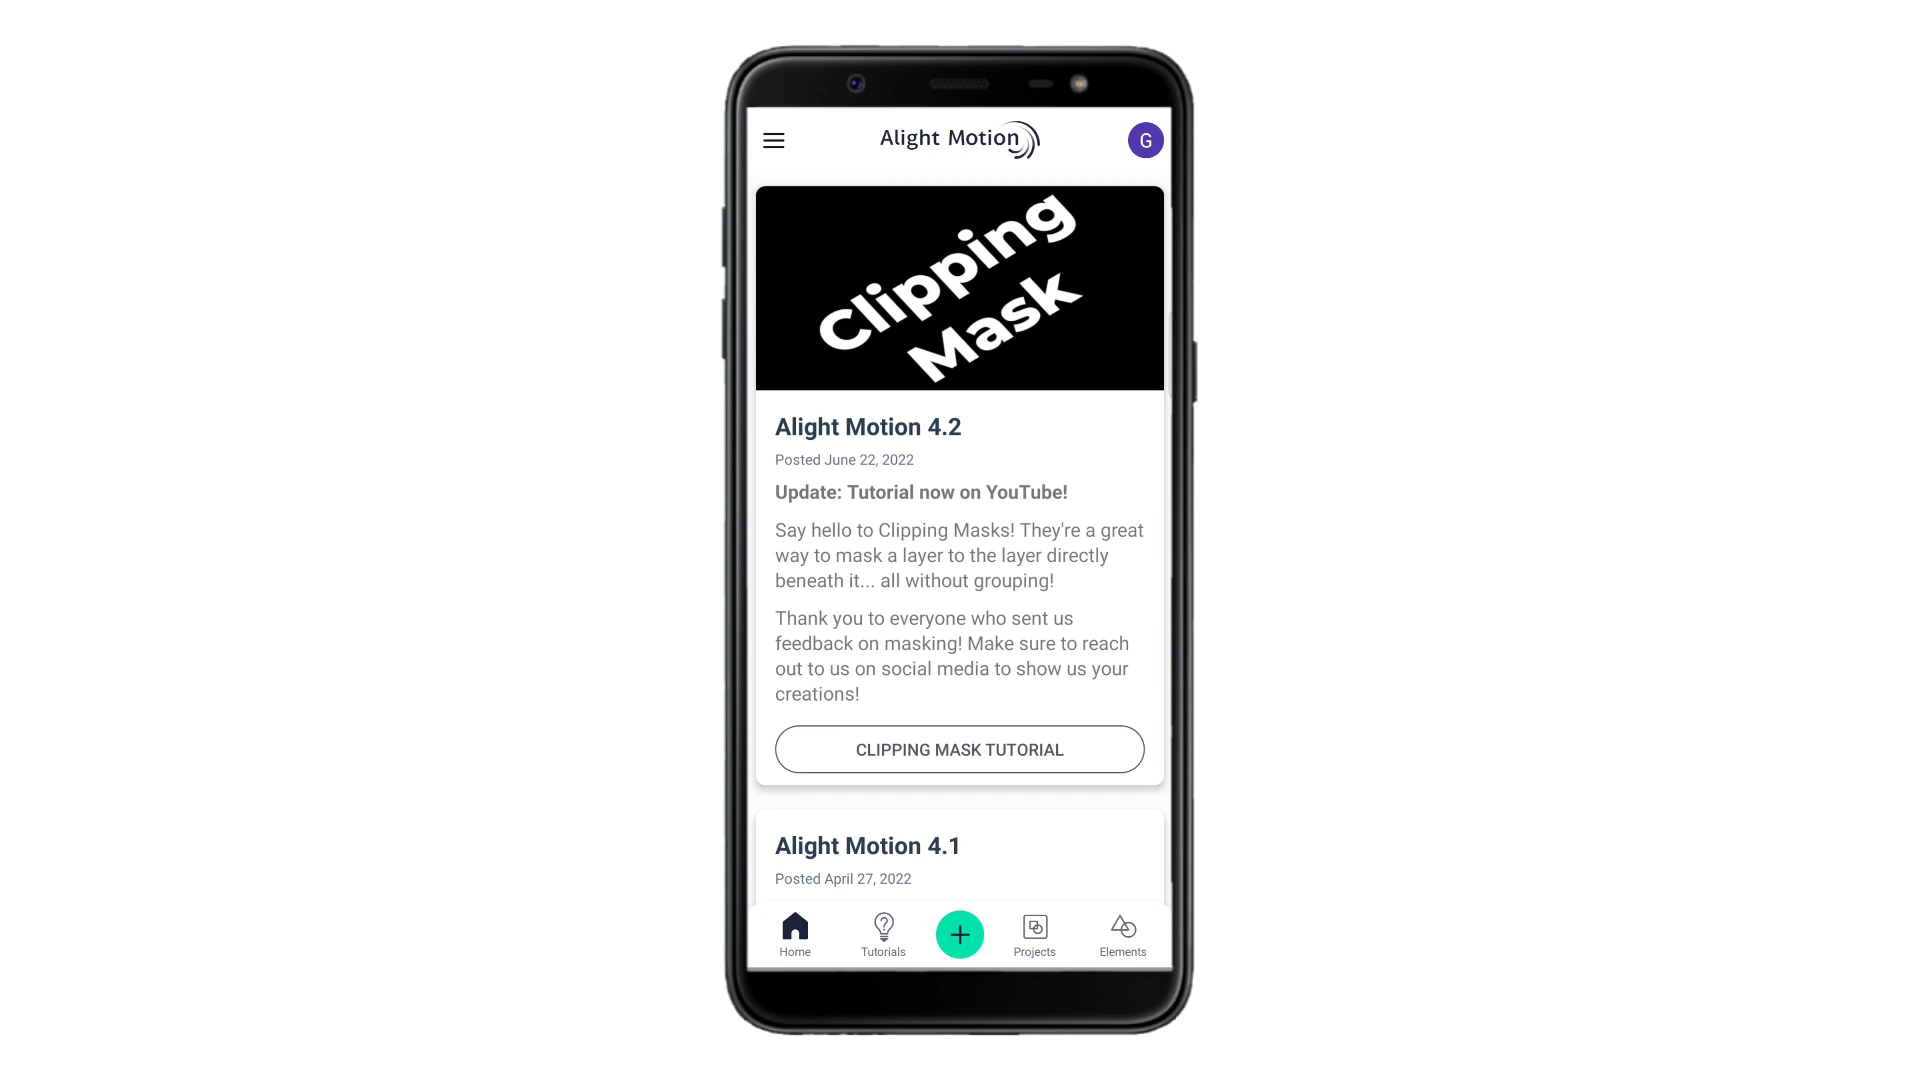 Alight Motion
G
Clipping
Mask
Alight Motion 4.2
Posted June 22, 2022
Update: Tutorial now on YouTube!
Say hello to Clipping Masks! They're a great
way to mask a layer to the layer directly
beneath it... all without grouping!
Thank you to everyone who sent us
feedback on masking! Make sure to reach
out to us on social media to show us your
creations!
CLIPPING MASK TUTORIAL
Alight Motion 4.1
Posted April 27, 2022
Home
Tutorials
Projects
Elements